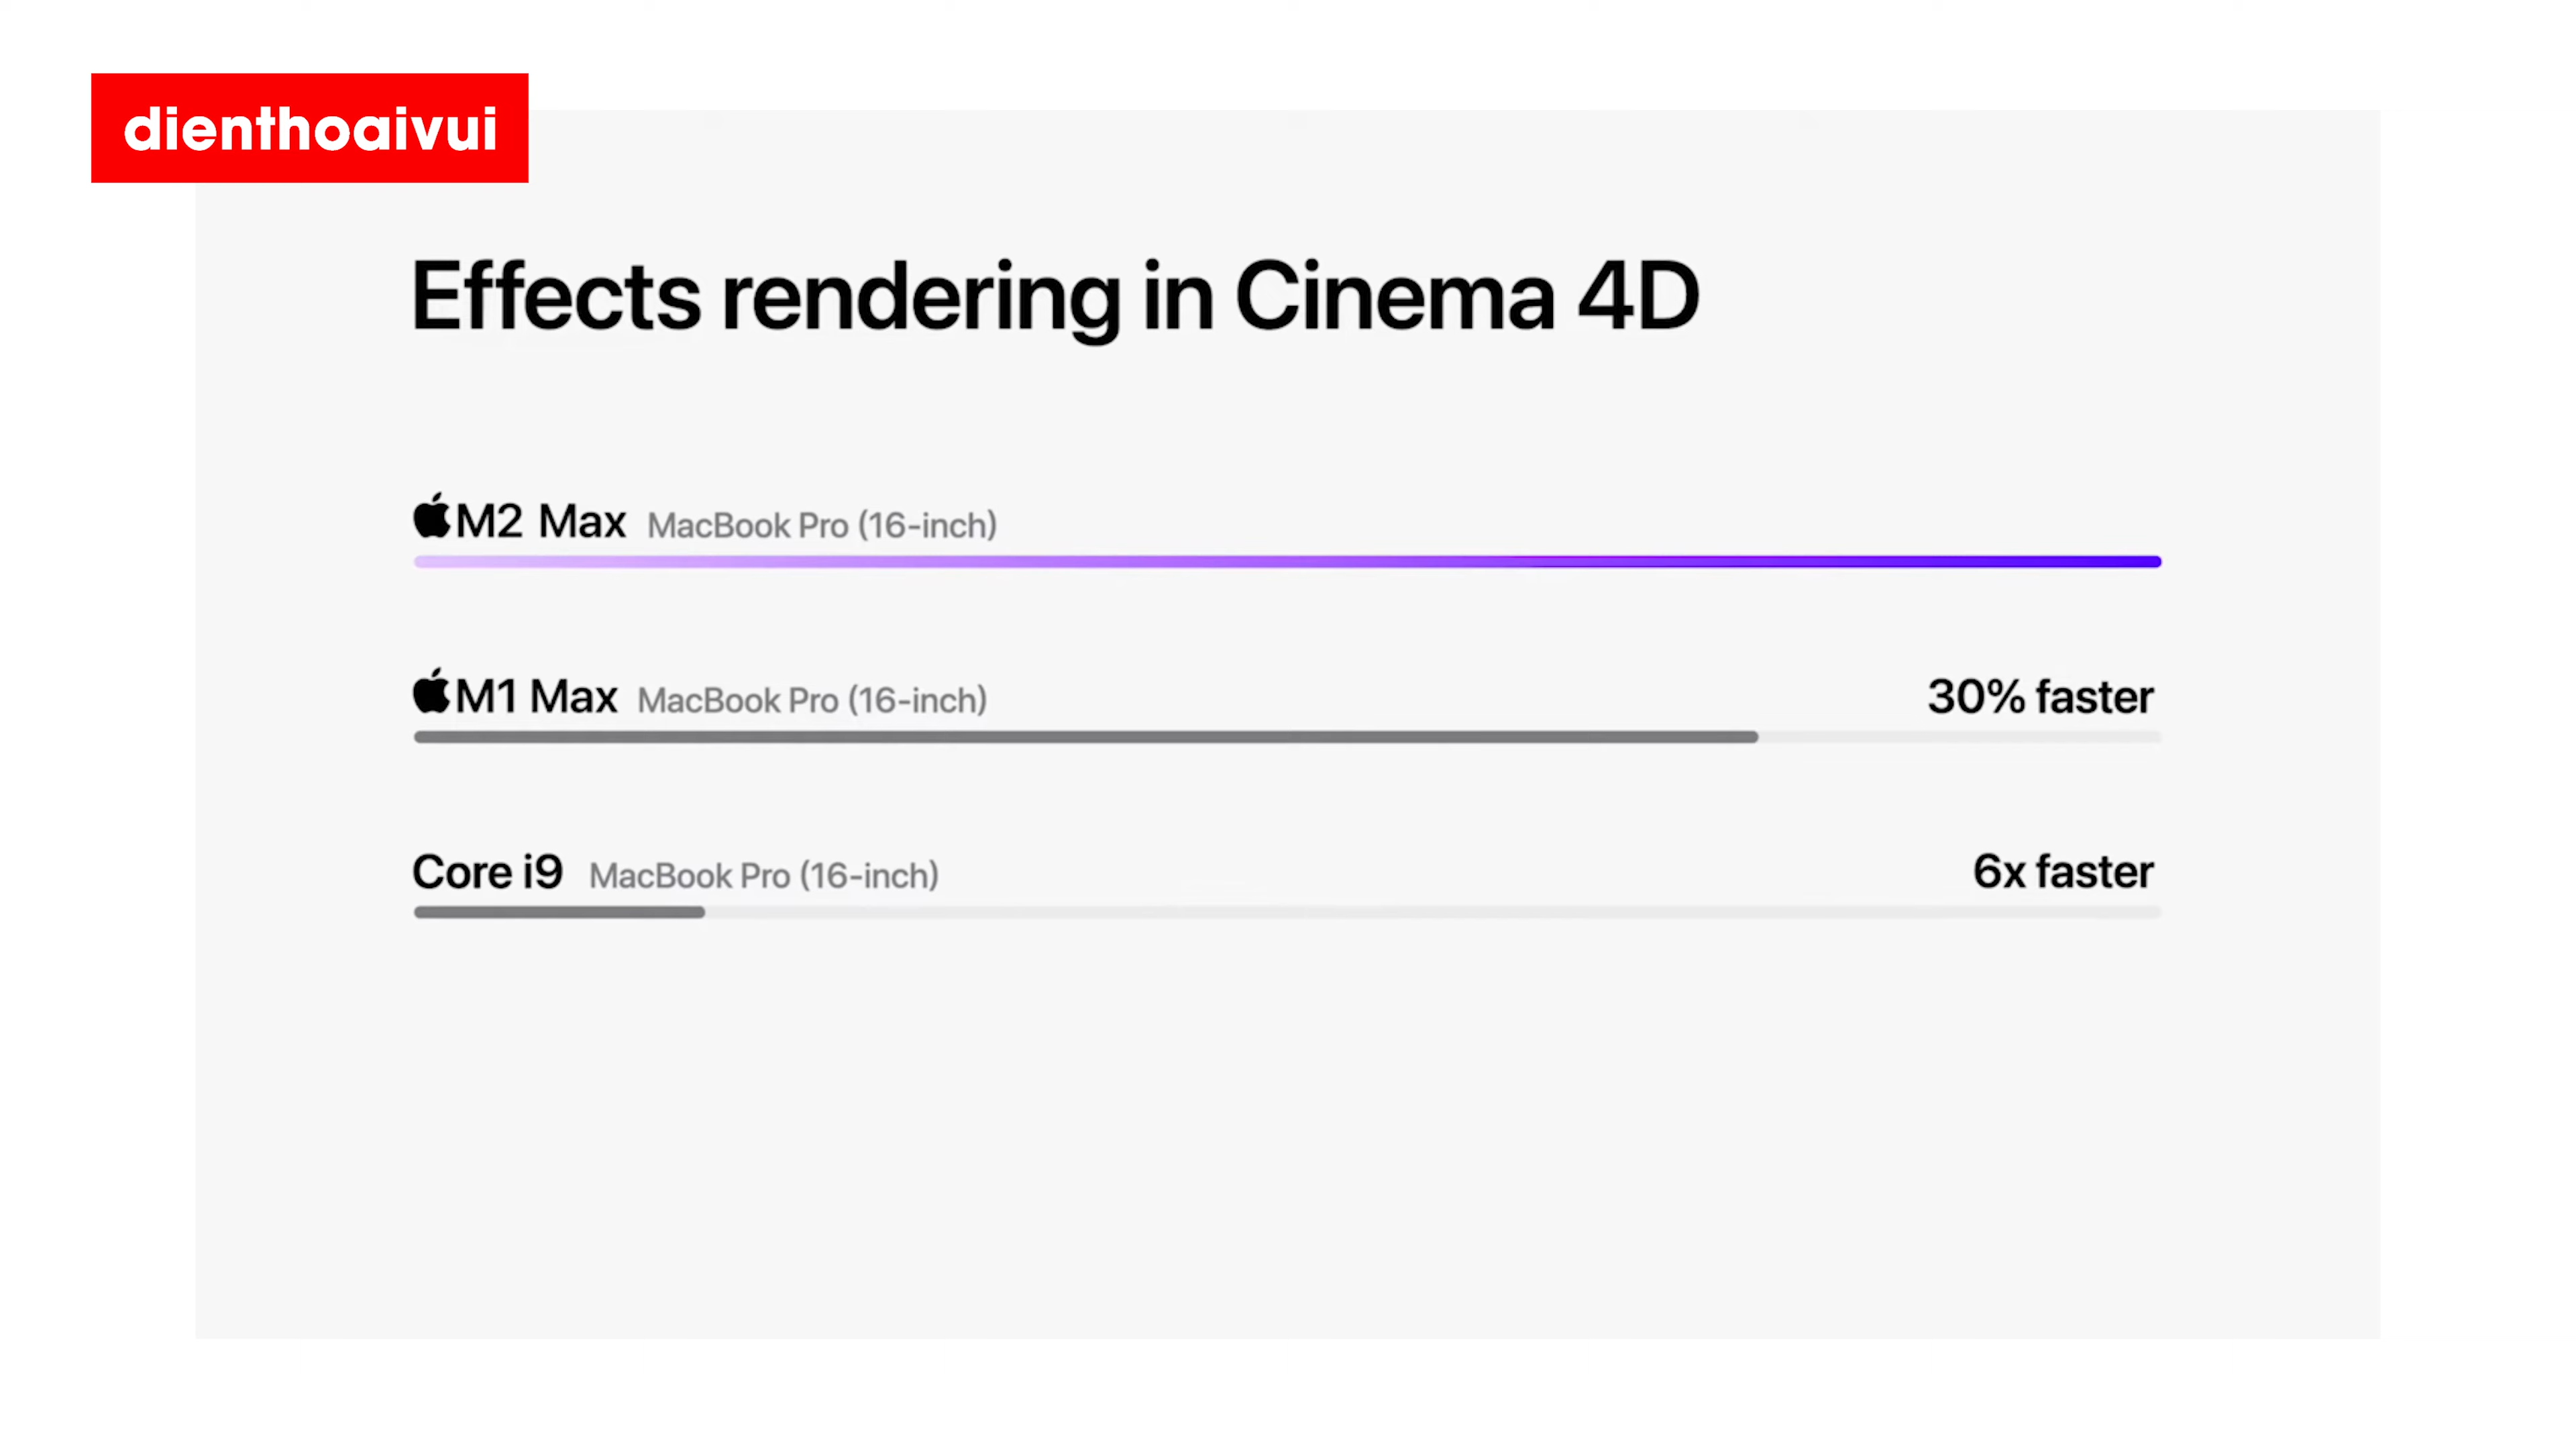 dienthoaivui
Effects rendering in Cinema 4D
M2 Max MacBook Pro (16-inch)
M1 Max MacBook Pro (16-inch) 30% faster
Core i9 MacBook Pro (16-inch) 6x faster